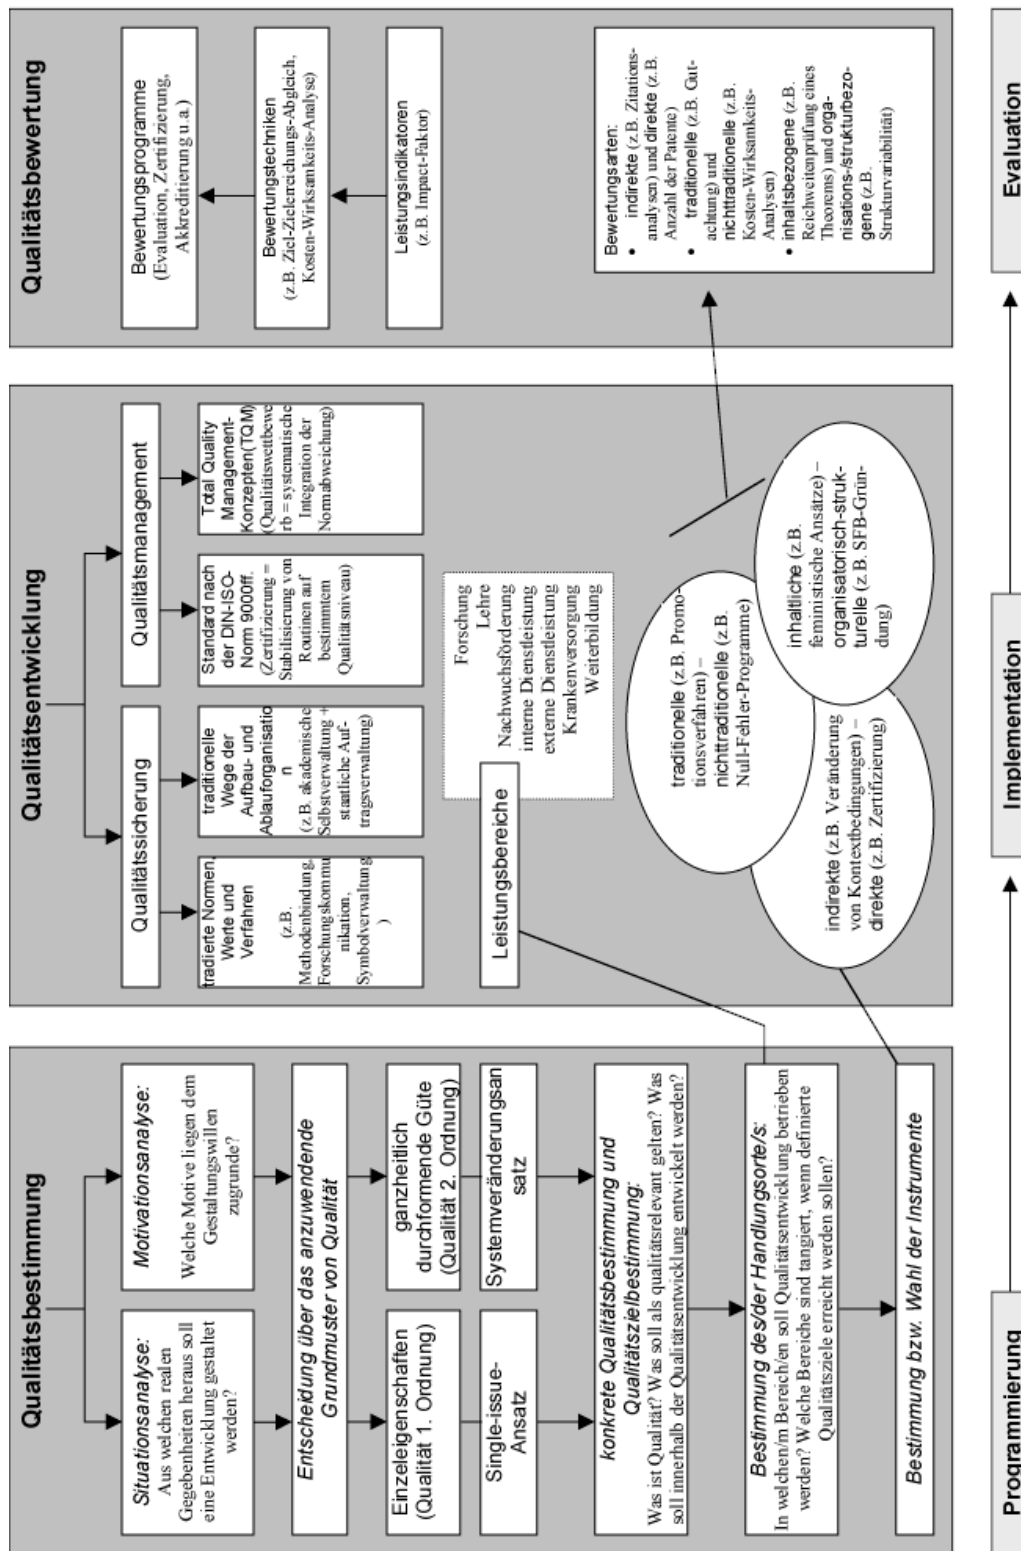 Qualitätsbestimmung
Situationsanalyse:
Aus welchen realen
Gegebenheiten heraus soll
eine Entwicklung gestaltet
werden?
Motivationsanalyse:
Welche Motive liegen dem
Gestaltungswillen
zugrunde?
Entscheidung über das anzuwendende
Grundmuster von Qualität
Einzeleigenschaften
(Qualität 1. Ordnung)
ganzheitlich
durchformende Güte
(Qualität 2. Ordnung)
Single-issue-
Ansatz
Systemveränderungsan
satz
konkrete Qualitätsbestimmung und
Qualitätszielbestimmung:
Was ist Qualität? Was soll als qualitätsrelevant gelten? Was
soll innerhalb der Qualitätsentwicklung entwickelt werden?
Bestimmung des/der Handlungsorte/s:
In welchen/m Bereich/en soll Qualitätsentwicklung betrieben
werden? Welche Bereiche sind tangiert, wenn definierte
Qualitätsziele erreicht werden sollen?
Bestimmung bzw. Wahl der Instrumente
Qualitätsentwicklung
Qualitätssicherung
Qualitätsmanagement
tradierte Normen,
Werte und
Verfahren
(z.B.
Methodenbindung,
Forschungskommu
nikation,
Symbolverwaltung
)
traditionelle
Wege der
Aufbau- und
Ablauforganisatio
n
(z.B. akademische
Selbstverwaltung +
staatliche Auf-
tragsverwaltung)
Standard nach
der DIN-ISO-
Norm 9000ff.
(Zertifizierung =
Stabilisierung von
Routinen auf
bestimmtem
Qualitätsniveau)
Total Quality
Management-
Konzepten(TQM)
(Qualitätswettbewe
rb = systematische
Integration der
Normabweichung)
Leistungsbereiche
Forschung
Lehre
Nachwuchsförderung
interne Dienstleistung
externe Dienstleistung
Krankenversorgung
Weiterbildung
traditionelle (z.B. Promo-
tionsverfahren) –
nichttraditionelle (z.B.
Null-Fehler-Programme)
indirekte (z.B. Veränderung
von Kontextbedingungen) –
direkte (z.B. Zertifizierung)
inhaltliche (z.B.
feministische Ansätze) –
organisatorisch-struk-
turelle (z. B. SFB-Grün-
dung)
Qualitätsbewertung
Bewertungsprogramme
(Evaluation, Zertifizierung,
Akkreditierung u.a.)
Bewertungstechniken
(z.B. Ziel-Zielerreichungs-Abgleich,
Kosten-Wirksamkeits-Analyse)
Leistungsindikatoren
(z.B. Impact-Faktor)
Bewertungsarten:
• indirekte (z.B. Zitations-
analysen) und direkte (z.B.
Anzahl der Patente)
• traditionelle (z.B. Gut-
achtung) und
nichttraditionelle (z.B.
Kosten-Wirksamkeits-
Analysen)
• inhaltsbezogene (z.B.
Reichweitenprüfung eines
Theorems) und orga-
nisations-/strukturbezo-
gene (z.B.
Strukturvariabilität)
Programmierung
Implementation
Evaluation